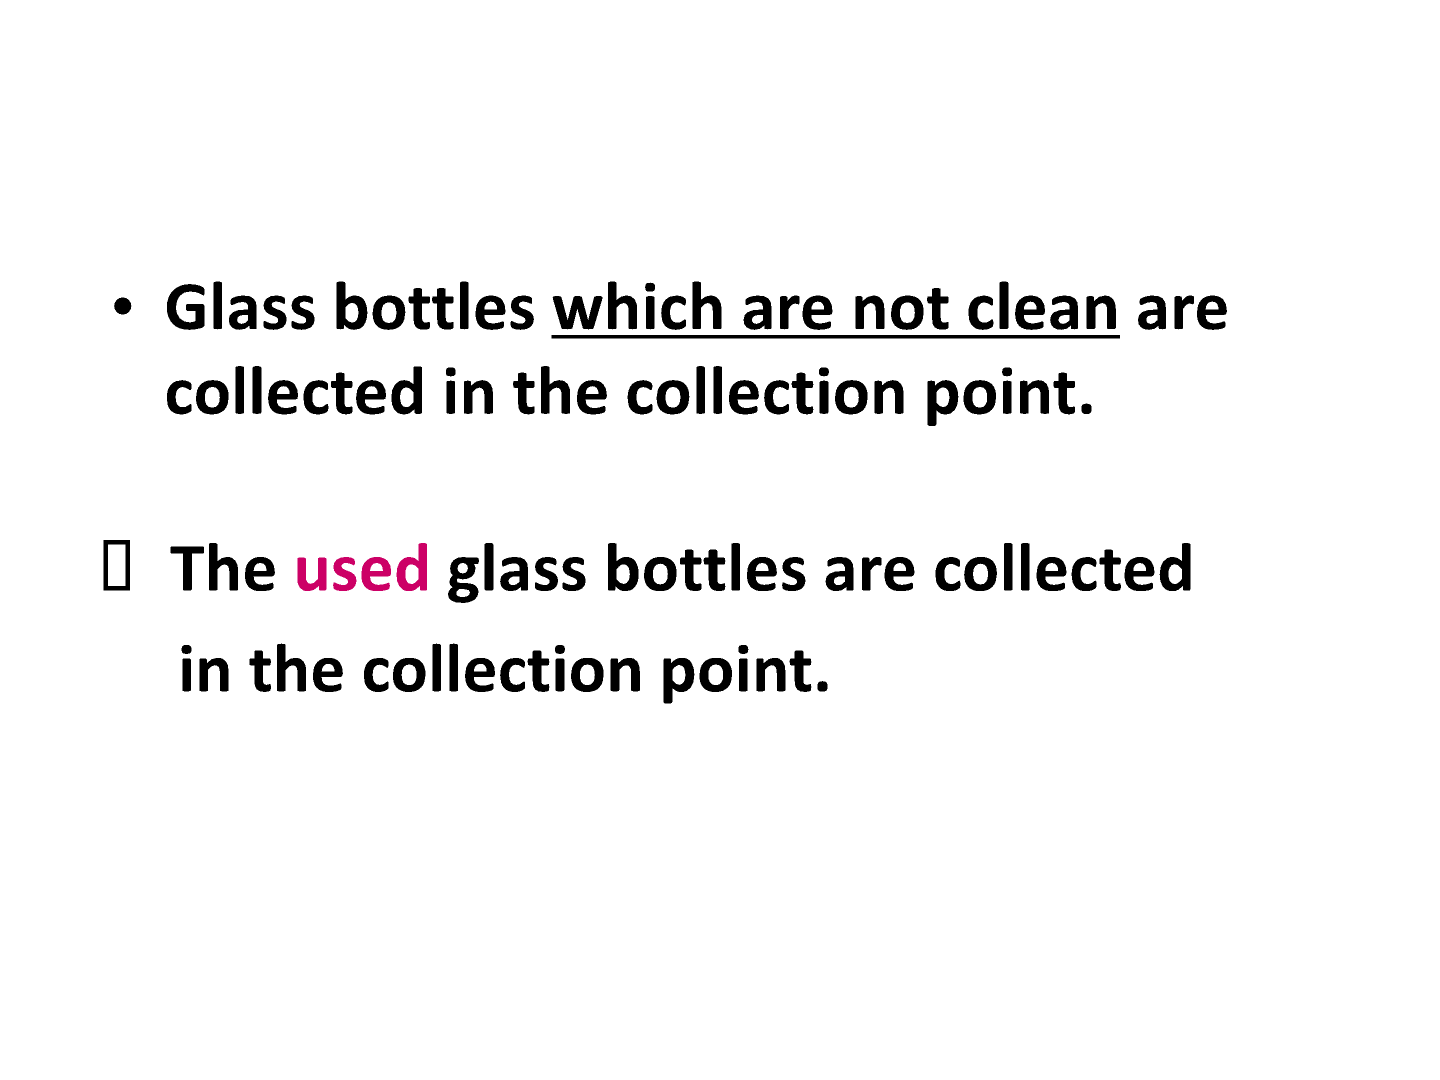 • Glass bottles which are not clean are
collected in the collection point.
The used glass bottles are collected
in the collection point.